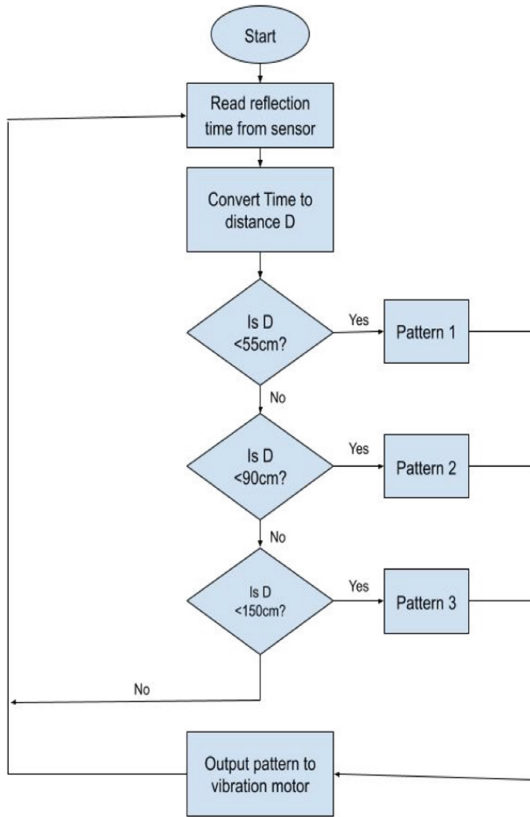 Start
Read reflection
time from sensor
Convert Time to
distance D
Is D
<55cm?
Yes
Pattern 1
No
Is D
<90cm?
Yes
Pattern 2
No
Is D
<150cm?
Yes
Pattern 3
No
Output pattern to
vibration motor